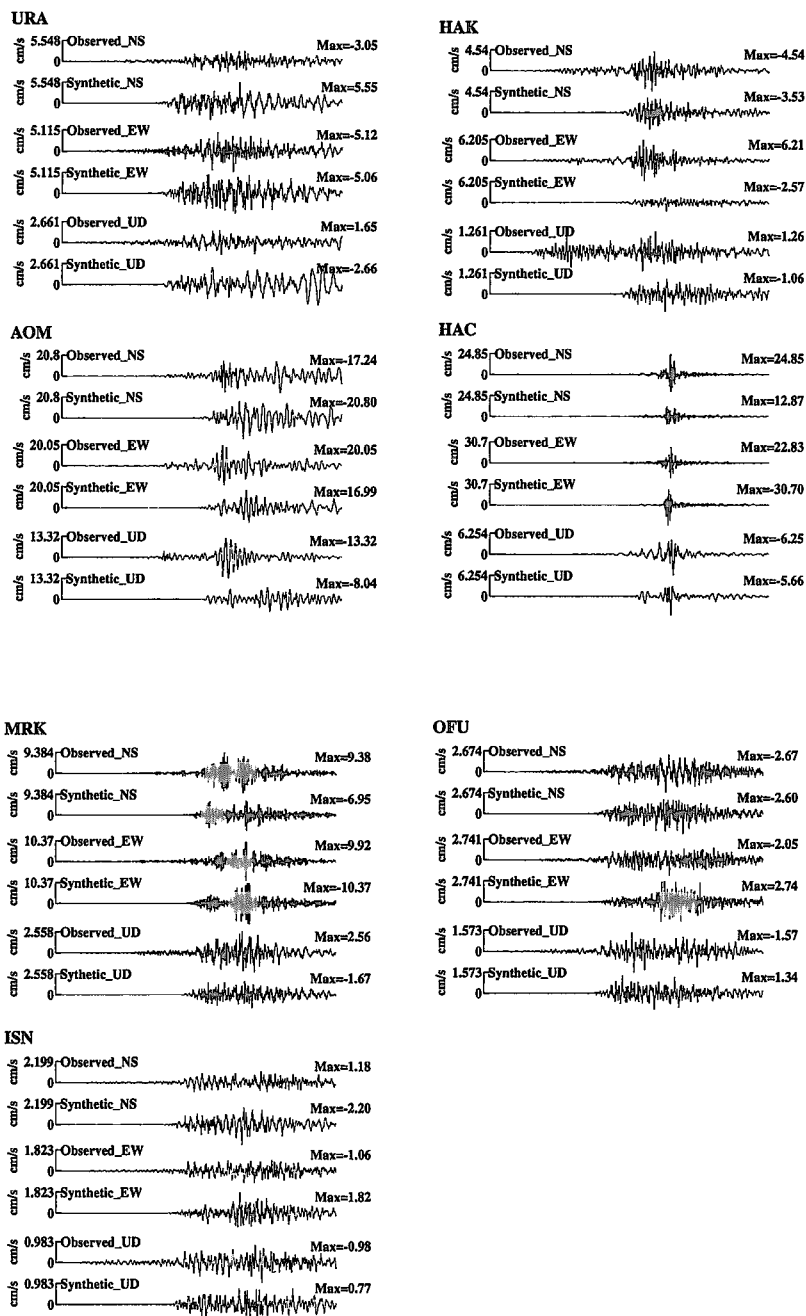 URA
cm/s 5.548 Observed_NS Max=-3.05
0
cm/s 5.548 Synthetic_NS Max=5.55
0
cm/s 5.115 Observed_EW Max=-5.12
0
cm/s 5.115 Synthetic_EW Max=-5.06
0
cm/s 2.661 Observed_UD Max=1.65
0
cm/s 2.661 Synthetic_UD Max=-2.66
0
HAK
cm/s 4.54 Observed_NS Max=-4.54
0
cm/s 4.54 Synthetic_NS Max=-3.53
0
cm/s 6.205 Observed_EW Max=6.21
0
cm/s 6.205 Synthetic_EW Max=-2.57
0
cm/s 1.261 Observed_UD Max=1.26
0
cm/s 1.261 Synthetic_UD Max=-1.06
0
AOM
cm/s 20.8 Observed_NS Max=-17.24
0
cm/s 20.8 Synthetic_NS Max=-20.80
0
cm/s 20.05 Observed_EW Max=20.05
0
cm/s 20.05 Synthetic_EW Max=16.99
0
cm/s 13.32 Observed_UD Max=-13.32
0
cm/s 13.32 Synthetic_UD Max=-8.04
0
HAC
cm/s 24.85 Observed_NS Max=24.85
0
cm/s 24.85 Synthetic_NS Max=12.87
0
cm/s 30.7 Observed_EW Max=22.83
0
cm/s 30.7 Synthetic_EW Max=-30.70
0
cm/s 6.254 Observed_UD Max=-6.25
0
cm/s 6.254 Synthetic_UD Max=-5.66
0
MRK
cm/s 9.384 Observed_NS Max=9.38
0
cm/s 9.384 Synthetic_NS Max=-6.95
0
cm/s 10.37 Observed_EW Max=9.92
0
cm/s 10.37 Synthetic_EW Max=-10.37
0
cm/s 2.558 Observed_UD Max=2.56
0
cm/s 2.558 Sythetic_UD Max=-1.67
0
OFU
cm/s 2.674 Observed_NS Max=-2.67
0
cm/s 2.674 Synthetic_NS Max=-2.60
0
cm/s 2.741 Observed_EW Max=-2.05
0
cm/s 2.741 Synthetic_EW Max=2.74
0
cm/s 1.573 Observed_UD Max=-1.57
0
cm/s 1.573 Synthetic_UD Max=1.34
0
ISN
cm/s 2.199 Observed_NS Max=1.18
0
cm/s 2.199 Synthetic_NS Max=-2.20
0
cm/s 1.823 Observed_EW Max=-1.06
0
cm/s 1.823 Synthetic_EW Max=1.82
0
cm/s 0.983 Observed_UD Max=-0.98
0
cm/s 0.983 Synthetic_UD Max=0.77
0